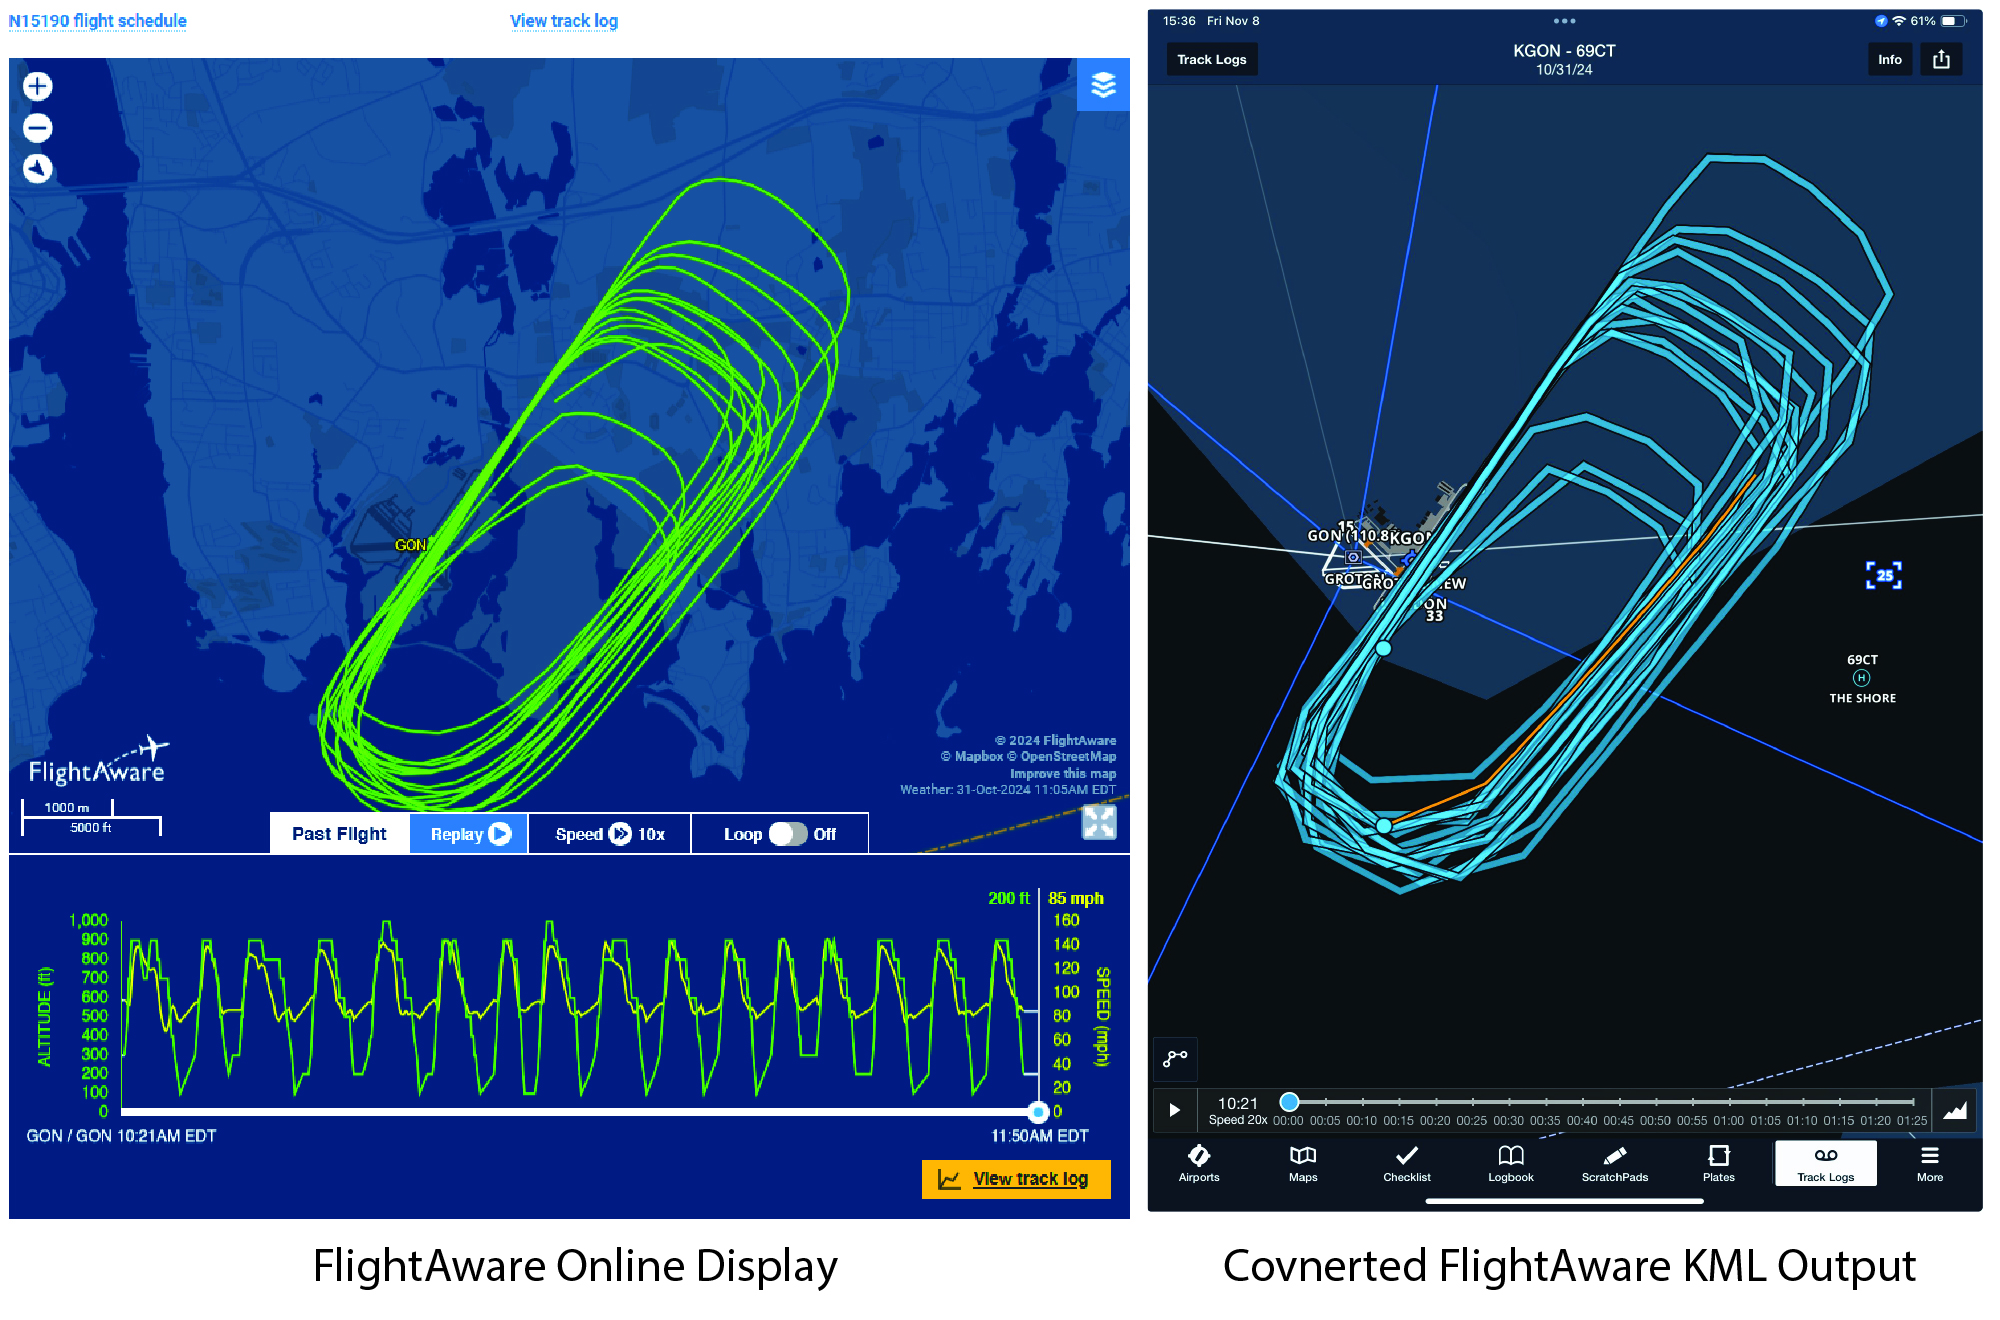 N15190 flight schedule
View track log
GON
© 2024 FlightAware
© Mapbox © OpenStreetMap
Improve this map
Weather: 31-Oct-2024 11:05AM EDT
FlightAware
1000 m
5000 ft
Past Flight
Replay
Speed 10x
Loop Off
200 ft 85 mph
ALTITUDE (ft)
1,000
900
800
700
600
500
400
300
200
100
0
160
140
120
100
80
60
40
20
0
SPEED (mph)
GON / GON 10:21AM EDT
11:50AM EDT
View track log
FlightAware Online Display
15:36 Fri Nov 8
61%
Track Logs
KGON - 69CT
10/31/24
Info
15
GON (110.8
KGON
33
25
69CT
H
THE SHORE
10:21
Speed 20x
00:00 00:05 00:10 00:15 00:20 00:25 00:30 00:35 00:40 00:45 00:50 00:55 01:00 01:05 01:10 01:15 01:20 01:25
Airports
Maps
Checklist
Logbook
ScratchPads
Plates
Track Logs
More
Covnerted FlightAware KML Output